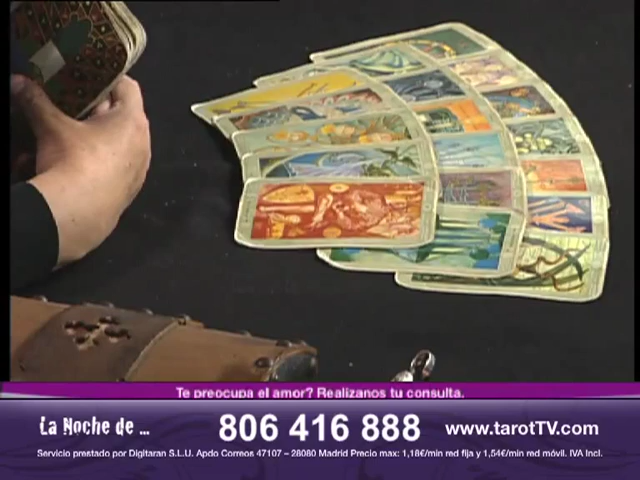 Te preocupa el amor? Realizanos tu consulta.
La Noche de ...
806 416 888
www.tarotTV.com
Servicio prestado por Digitaran S.L.U. Apdo Correos 47107 – 28080 Madrid Precio max: 1,18€/min red fija y 1,54€/min red móvil. IVA Incl.